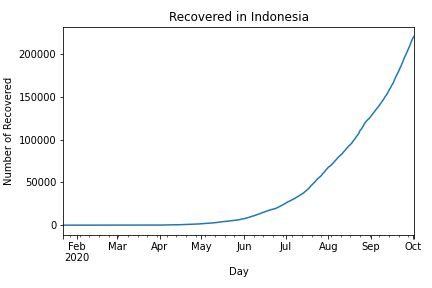 Recovered in Indonesia
Number of Recovered
200000
150000
100000
50000
0
Feb Mar Apr May Jun Jul Aug Sep Oct
2020
Day